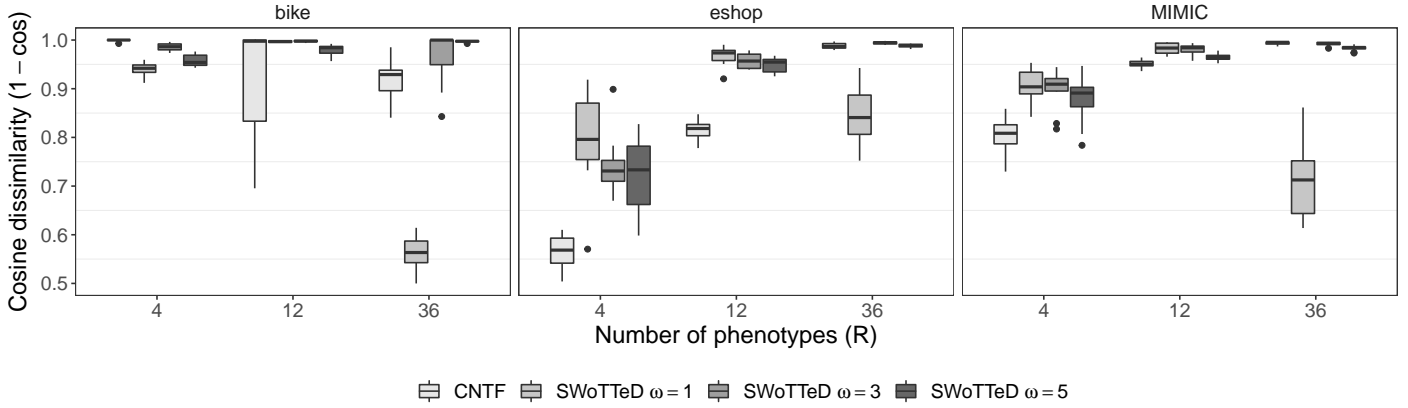 bike eshop MIMIC
Cosine dissimilarity (1 − cos)
1.0
0.9
0.8
0.7
0.6
0.5
4 12 36 4 12 36 4 12 36
Number of phenotypes (R)
CNTF SWoTTeD ω = 1 SWoTTeD ω = 3 SWoTTeD ω = 5